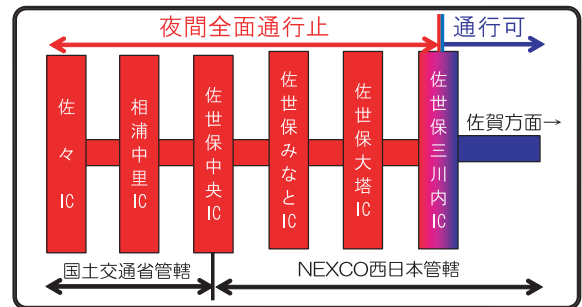 夜間全面通行止
通行可
佐々IC
相浦中里IC
佐世保中央IC
佐世保みなとIC
佐世保大塔IC
佐世保三川内IC
佐賀方面→
国土交通省管轄
NEXCO西日本管轄